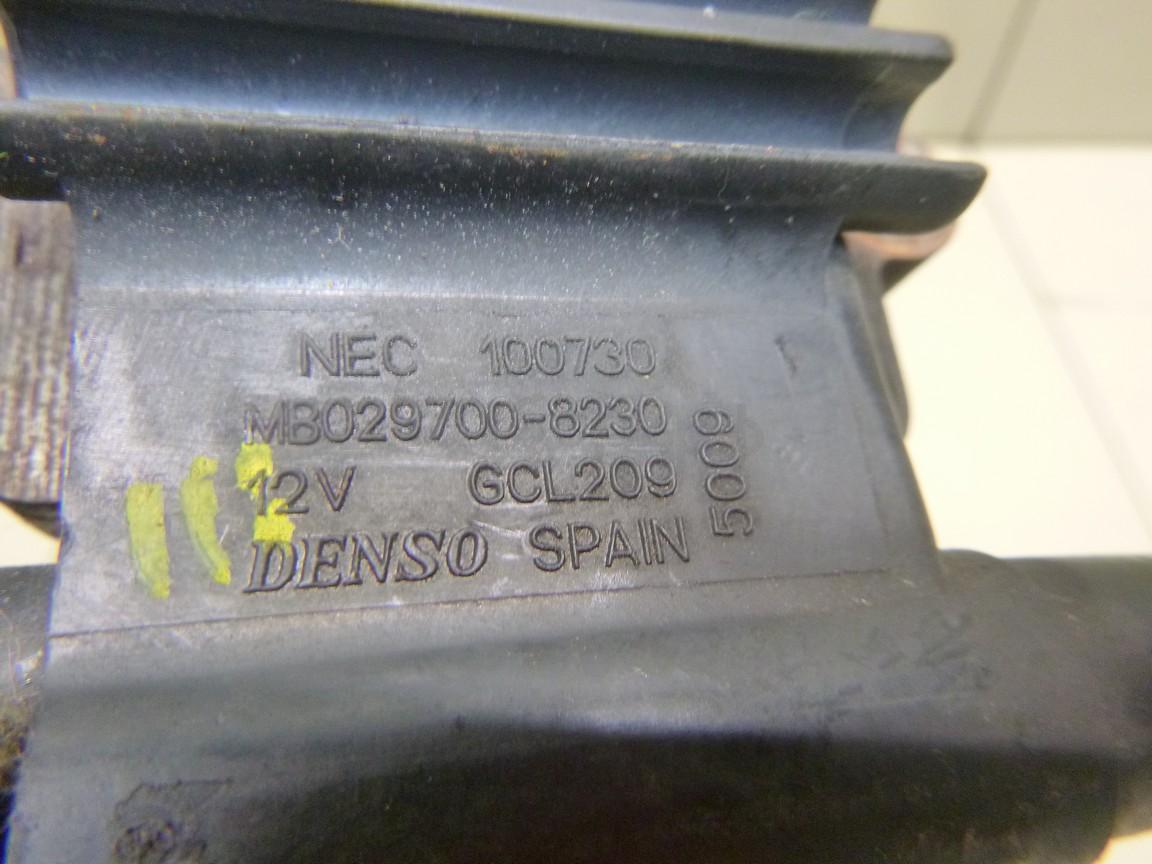 NEC 100730
MB029700-8230
12V GCL209
DENSO SPAIN
5009